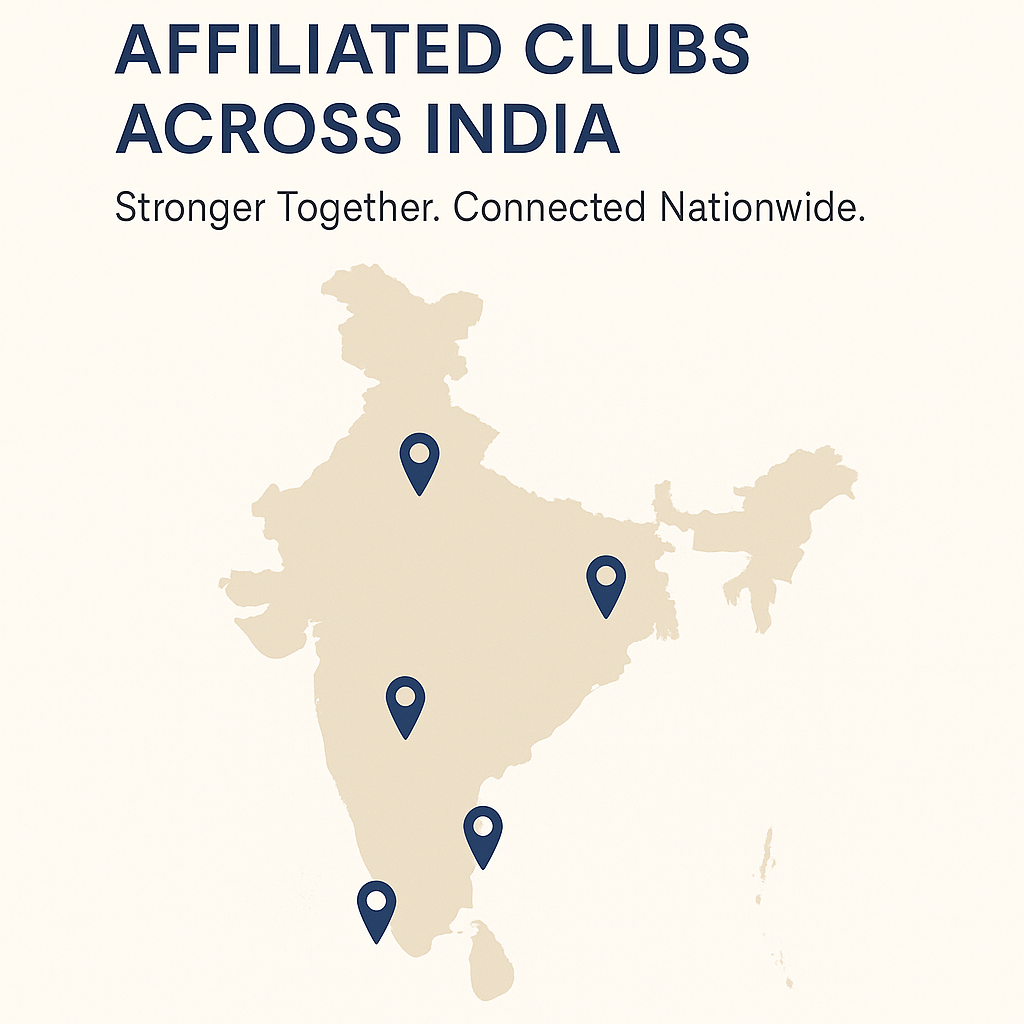 AFFILIATED CLUBS
ACROSS INDIA
Stronger Together. Connected Nationwide.